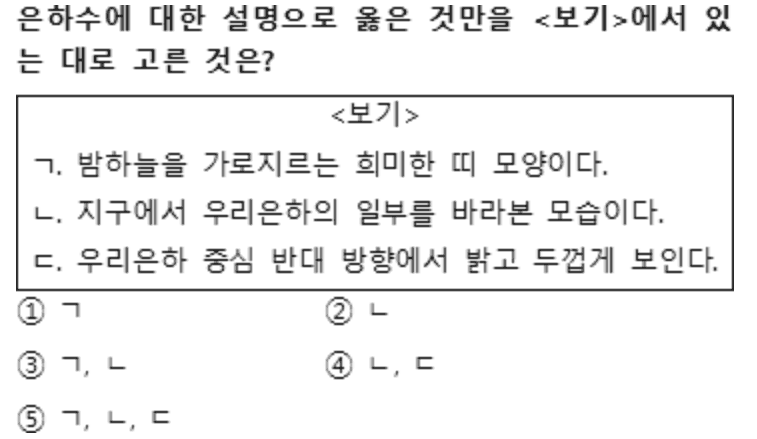 은하수에 대한 설명으로 옳은 것만을 <보기>에서 있
는 대로 고른 것은?
<보기>
ㄱ. 밤하늘을 가로지르는 희미한 띠 모양이다.
ㄴ. 지구에서 우리은하의 일부를 바라본 모습이다.
ㄷ. 우리은하 중심 반대 방향에서 밝고 두껍게 보인다.
① ㄱ ② ㄴ
③ ㄱ, ㄴ ④ ㄴ, ㄷ
⑤ ㄱ, ㄴ, ㄷ